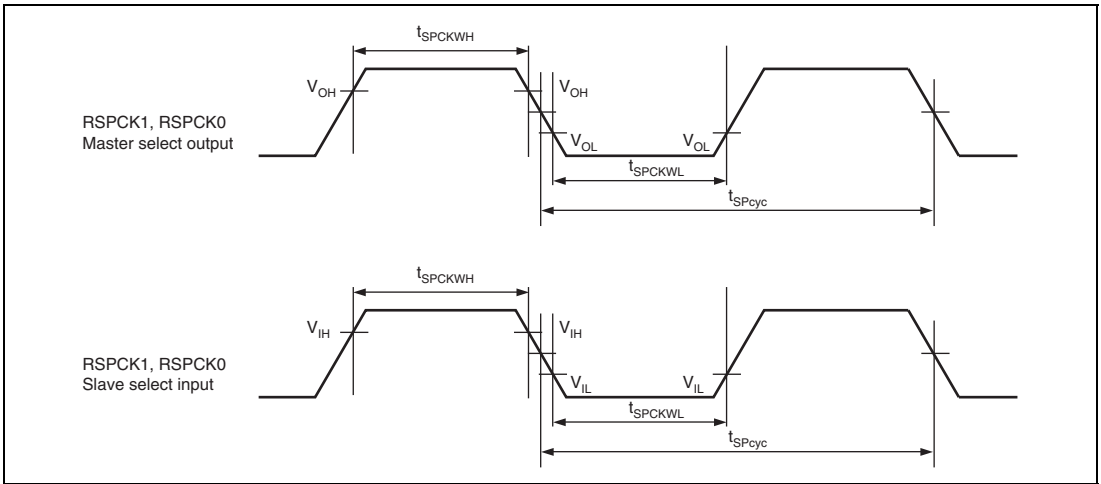 tSPCKWH
VOH
VOH
RSPCK1, RSPCK0
Master select output
VOL
VOL
tSPCKWL
tSPcyc
tSPCKWH
VIH
VIH
RSPCK1, RSPCK0
Slave select input
VIL
VIL
tSPCKWL
tSPcyc